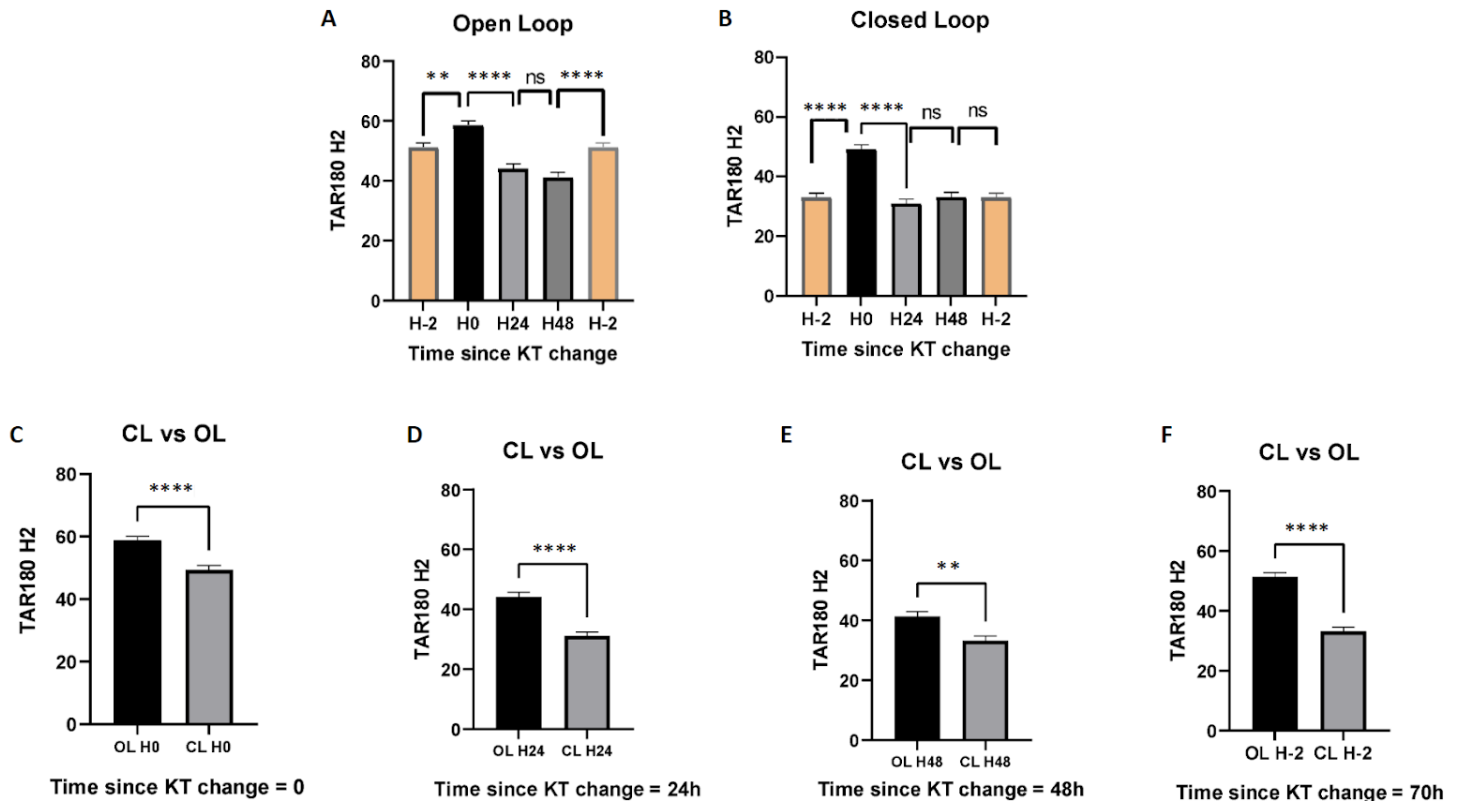 A
Open Loop
TAR180 H2
80
60
40
20
0
** **** ns ****
H-2 H0 H24 H48 H-2
Time since KT change
B
Closed Loop
TAR180 H2
80
60
40
20
0
**** **** ns ns
H-2 H0 H24 H48 H-2
Time since KT change
C
CL vs OL
TAR180 H2
80
60
40
20
0
****
OL H0 CL H0
Time since KT change = 0
D
CL vs OL
TAR180 H2
80
60
40
20
0
****
OL H24 CL H24
Time since KT change = 24h
E
CL vs OL
TAR180 H2
80
60
40
20
0
**
OL H48 CL H48
Time since KT change = 48h
F
CL vs OL
TAR180 H2
80
60
40
20
0
****
OL H-2 CL H-2
Time since KT change = 70h